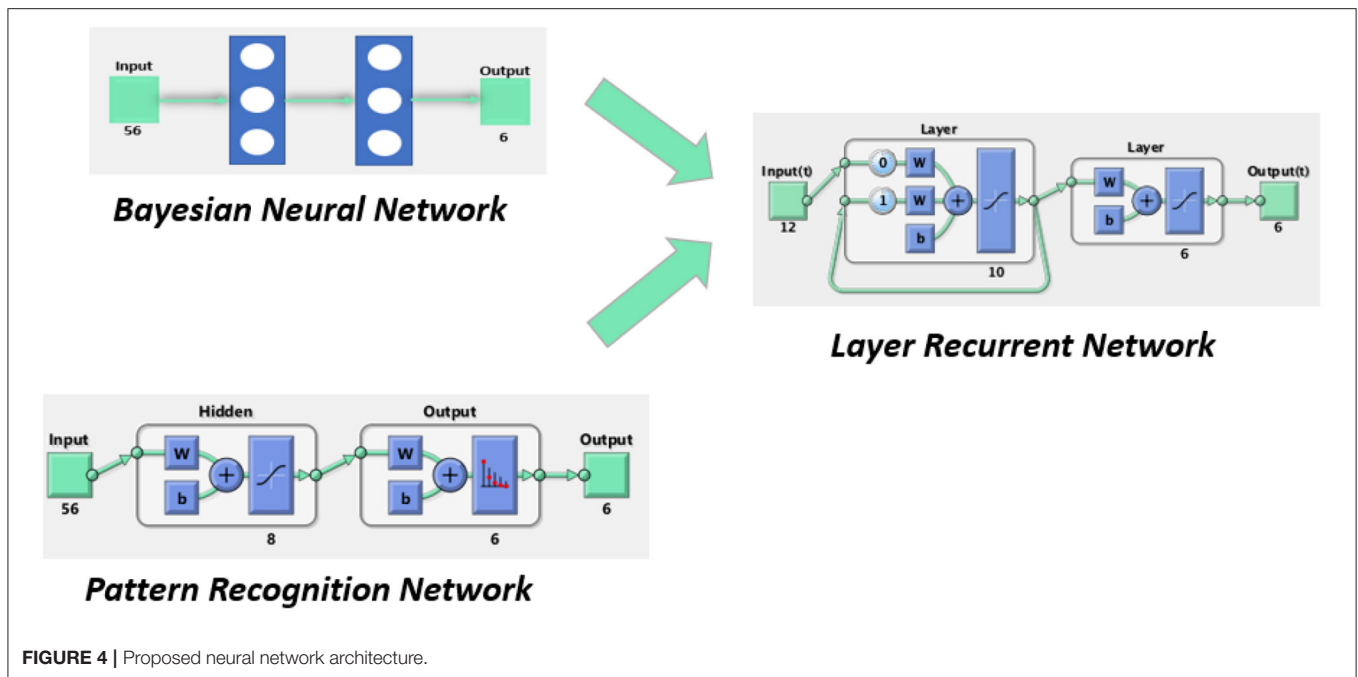 Input
Output
56
6
Bayesian Neural Network
Layer
Layer
Input(t)
Output(t)
0
W
1
W
+
b
W
b
+
12
10
6
6
Layer Recurrent Network
Hidden
Output
Input
Output
W
b
+
W
b
+
56
8
6
6
Pattern Recognition Network
FIGURE 4 | Proposed neural network architecture.